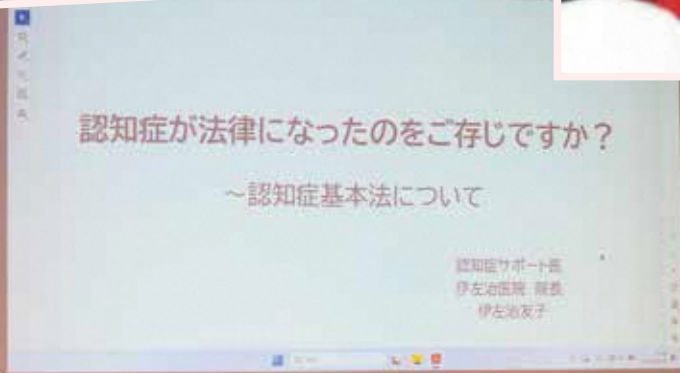 認知症が法律になったのをご存じですか？
～認知症基本法について
認知症サポート医
伊左治医院 院長
伊左治友子